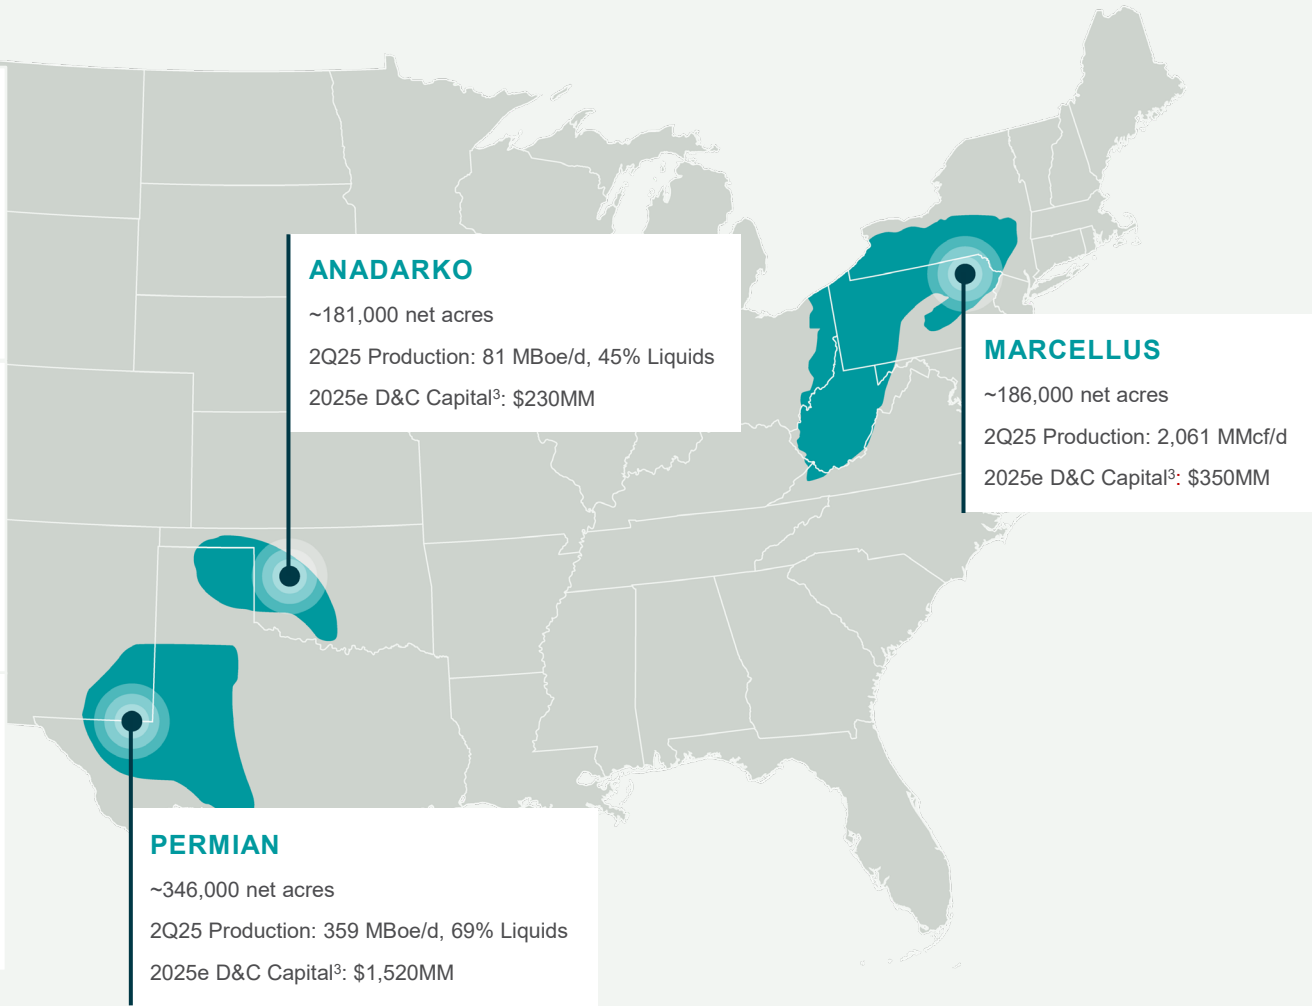 ANADARKO
~181,000 net acres
2Q25 Production: 81 MBoe/d, 45% Liquids
2025e D&C Capital³: $230MM
MARCELLUS
~186,000 net acres
2Q25 Production: 2,061 MMcf/d
2025e D&C Capital³: $350MM
PERMIAN
~346,000 net acres
2Q25 Production: 359 MBoe/d, 69% Liquids
2025e D&C Capital³: $1,520MM